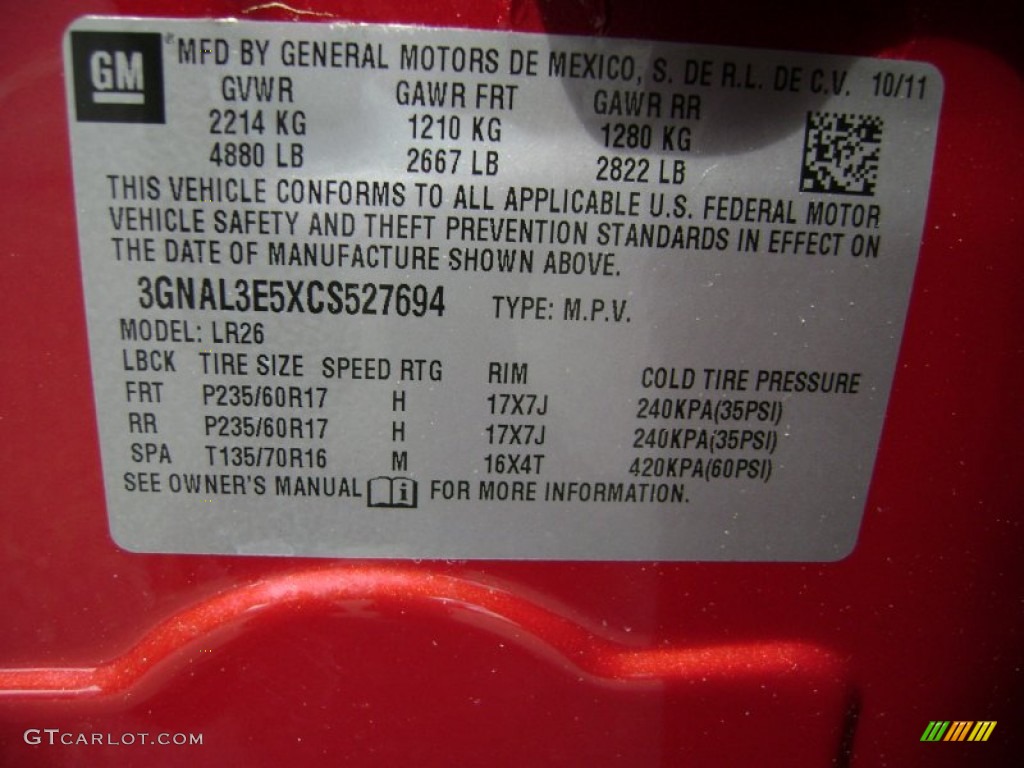 GM® MFD BY GENERAL MOTORS DE MEXICO, S. DE R.L. DE C.V. 10/11
GVWR GAWR FRT GAWR RR
2214 KG 1210 KG 1280 KG
4880 LB 2667 LB 2822 LB
THIS VEHICLE CONFORMS TO ALL APPLICABLE U.S. FEDERAL MOTOR
VEHICLE SAFETY AND THEFT PREVENTION STANDARDS IN EFFECT ON
THE DATE OF MANUFACTURE SHOWN ABOVE.
3GNAL3E5XCS527694 TYPE: M.P.V.
MODEL: LR26
LBCK TIRE SIZE SPEED RTG RIM COLD TIRE PRESSURE
FRT P235/60R17 H 17X7J 240KPA(35PSI)
RR P235/60R17 H 17X7J 240KPA(35PSI)
SPA T135/70R16 M 16X4T 420KPA(60PSI)
SEE OWNER'S MANUAL FOR MORE INFORMATION.
GTCARLOT.COM